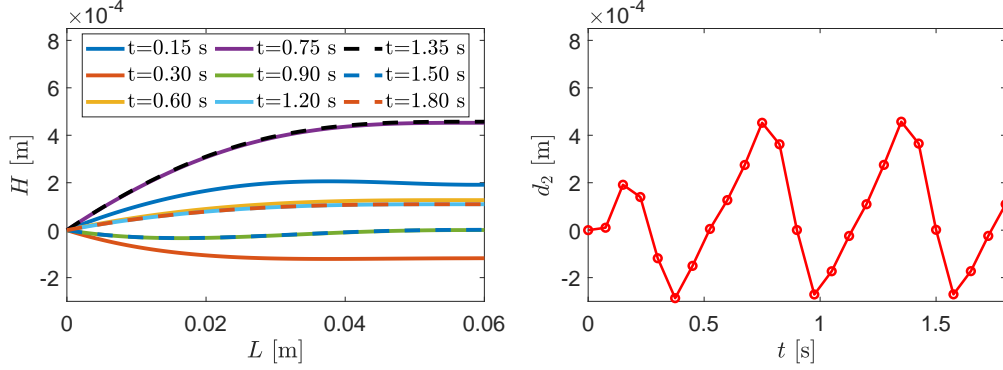 ×10⁻⁴
8
6
4
2
0
-2
H [m]
t=0.15 s t=0.75 s t=1.35 s
t=0.30 s t=0.90 s t=1.50 s
t=0.60 s t=1.20 s t=1.80 s
0 0.02 0.04 0.06
L [m]
×10⁻⁴
8
6
4
2
0
-2
d₂ [m]
0 0.5 1 1.5
t [s]